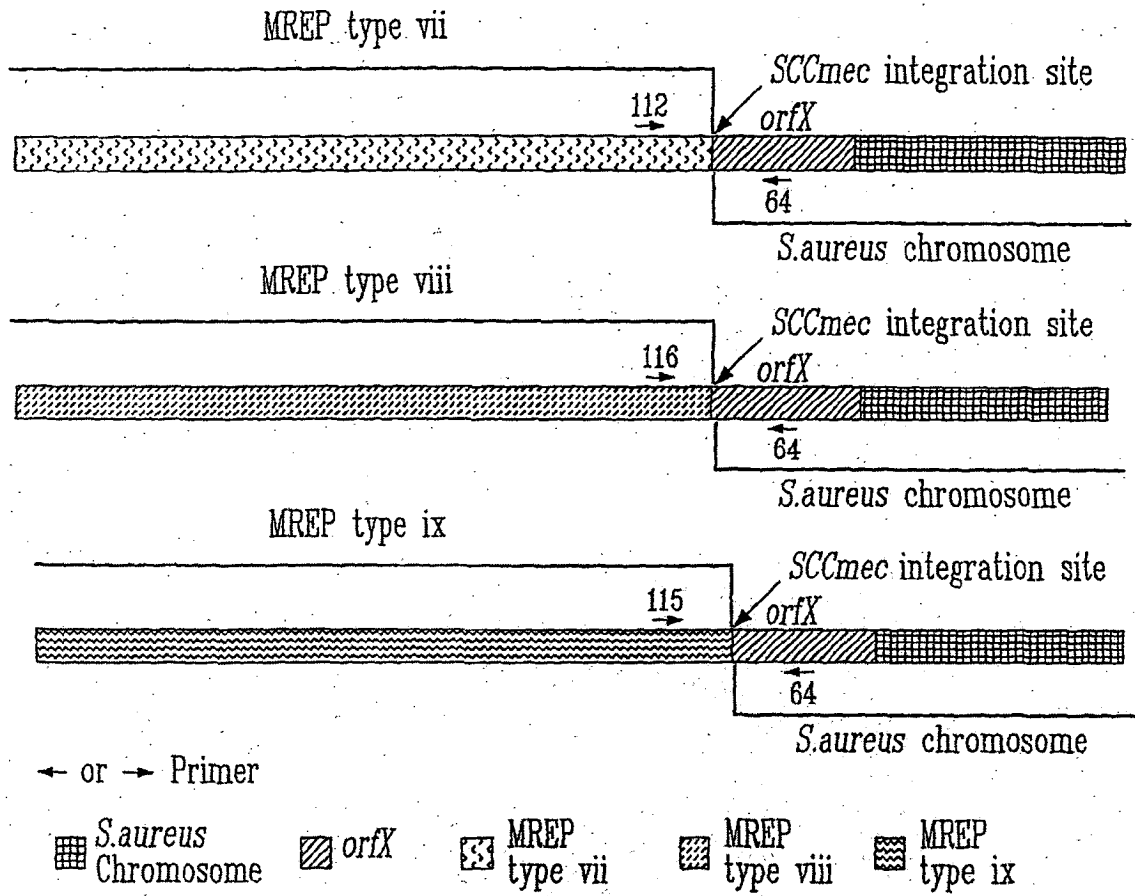 MREP type vii
SCCmec integration site
112
orfX
64
S.aureus chromosome
MREP type viii
SCCmec integration site
116
orfX
64
S.aureus chromosome
MREP type ix
SCCmec integration site
115
orfX
64
S.aureus chromosome
← or → Primer
S.aureus
Chromosome
orfX
MREP
type vii
MREP
type viii
MREP
type ix